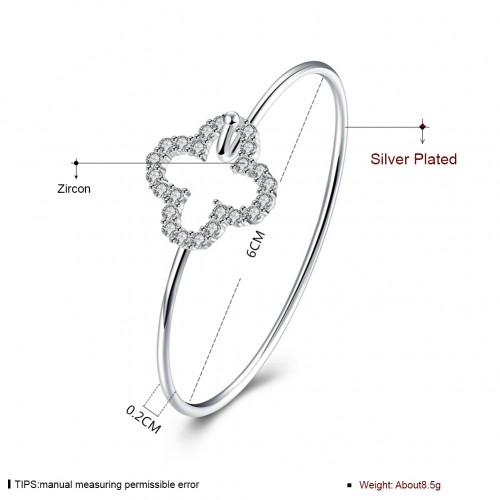 Silver Plated
Zircon
6CM
0.2CM
TIPS:manual measuring permissible error
Weight: About8.5g